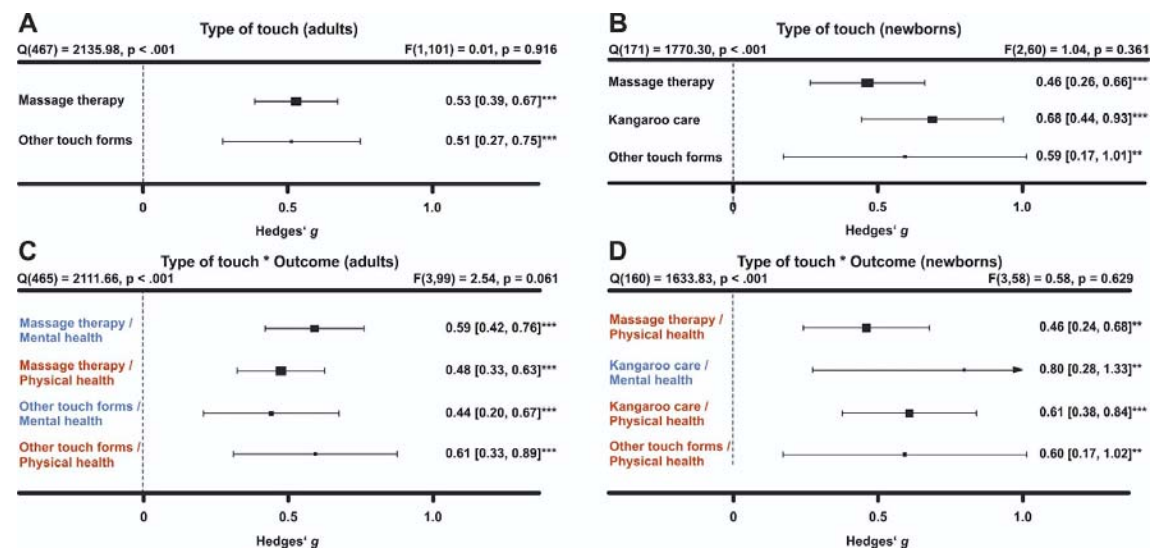 A
Type of touch (adults)
Q(467) = 2135.98, p < .001
F(1,101) = 0.01, p = 0.916
Massage therapy
0.53 [0.39, 0.67]***
Other touch forms
0.51 [0.27, 0.75]***
0
0.5
1.0
Hedges' g
B
Type of touch (newborns)
Q(171) = 1770.30, p < .001
F(2,60) = 1.04, p = 0.361
Massage therapy
0.46 [0.26, 0.66]***
Kangaroo care
0.68 [0.44, 0.93]***
Other touch forms
0.59 [0.17, 1.01]**
0
0.5
1.0
Hedges' g
C
Type of touch * Outcome (adults)
Q(465) = 2111.66, p < .001
F(3,99) = 2.54, p = 0.061
Massage therapy /
Mental health
0.59 [0.42, 0.76]***
Massage therapy /
Physical health
0.48 [0.33, 0.63]***
Other touch forms /
Mental health
0.44 [0.20, 0.67]***
Other touch forms /
Physical health
0.61 [0.33, 0.89]***
0
0.5
1.0
Hedges' g
D
Type of touch * Outcome (newborns)
Q(160) = 1633.83, p < .001
F(3,58) = 0.58, p = 0.629
Massage therapy /
Physical health
0.46 [0.24, 0.68]**
Kangaroo care /
Mental health
0.80 [0.28, 1.33]**
Kangaroo care /
Physical health
0.61 [0.38, 0.84]***
Other touch forms /
Physical health
0.60 [0.17, 1.02]**
0
0.5
1.0
Hedges' g